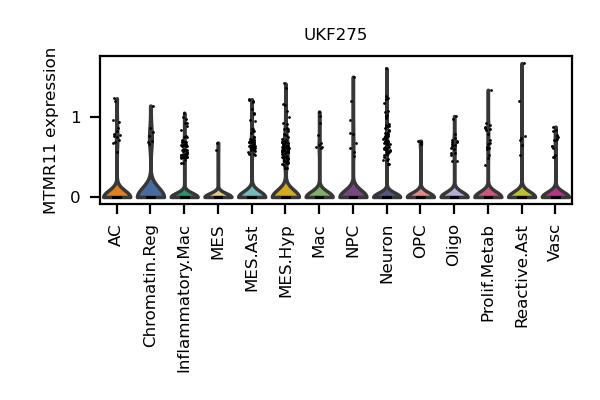 UKF275
MTMR11 expression
1
0
AC
Chromatin.Reg
Inflammatory.Mac
MES
MES.Ast
MES.Hyp
Mac
NPC
Neuron
OPC
Oligo
Prolif.Metab
Reactive.Ast
Vasc